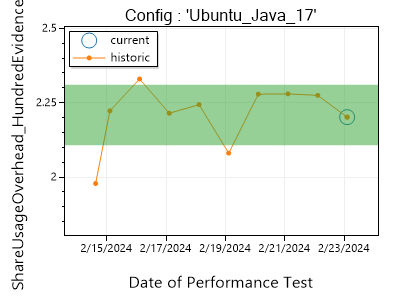 Config : 'Ubuntu_Java_17'
ShareUsageOverhead_HundredEvidence
2.5
2.25
2
current
historic
2/15/2024
2/17/2024
2/19/2024
2/21/2024
2/23/2024
Date of Performance Test